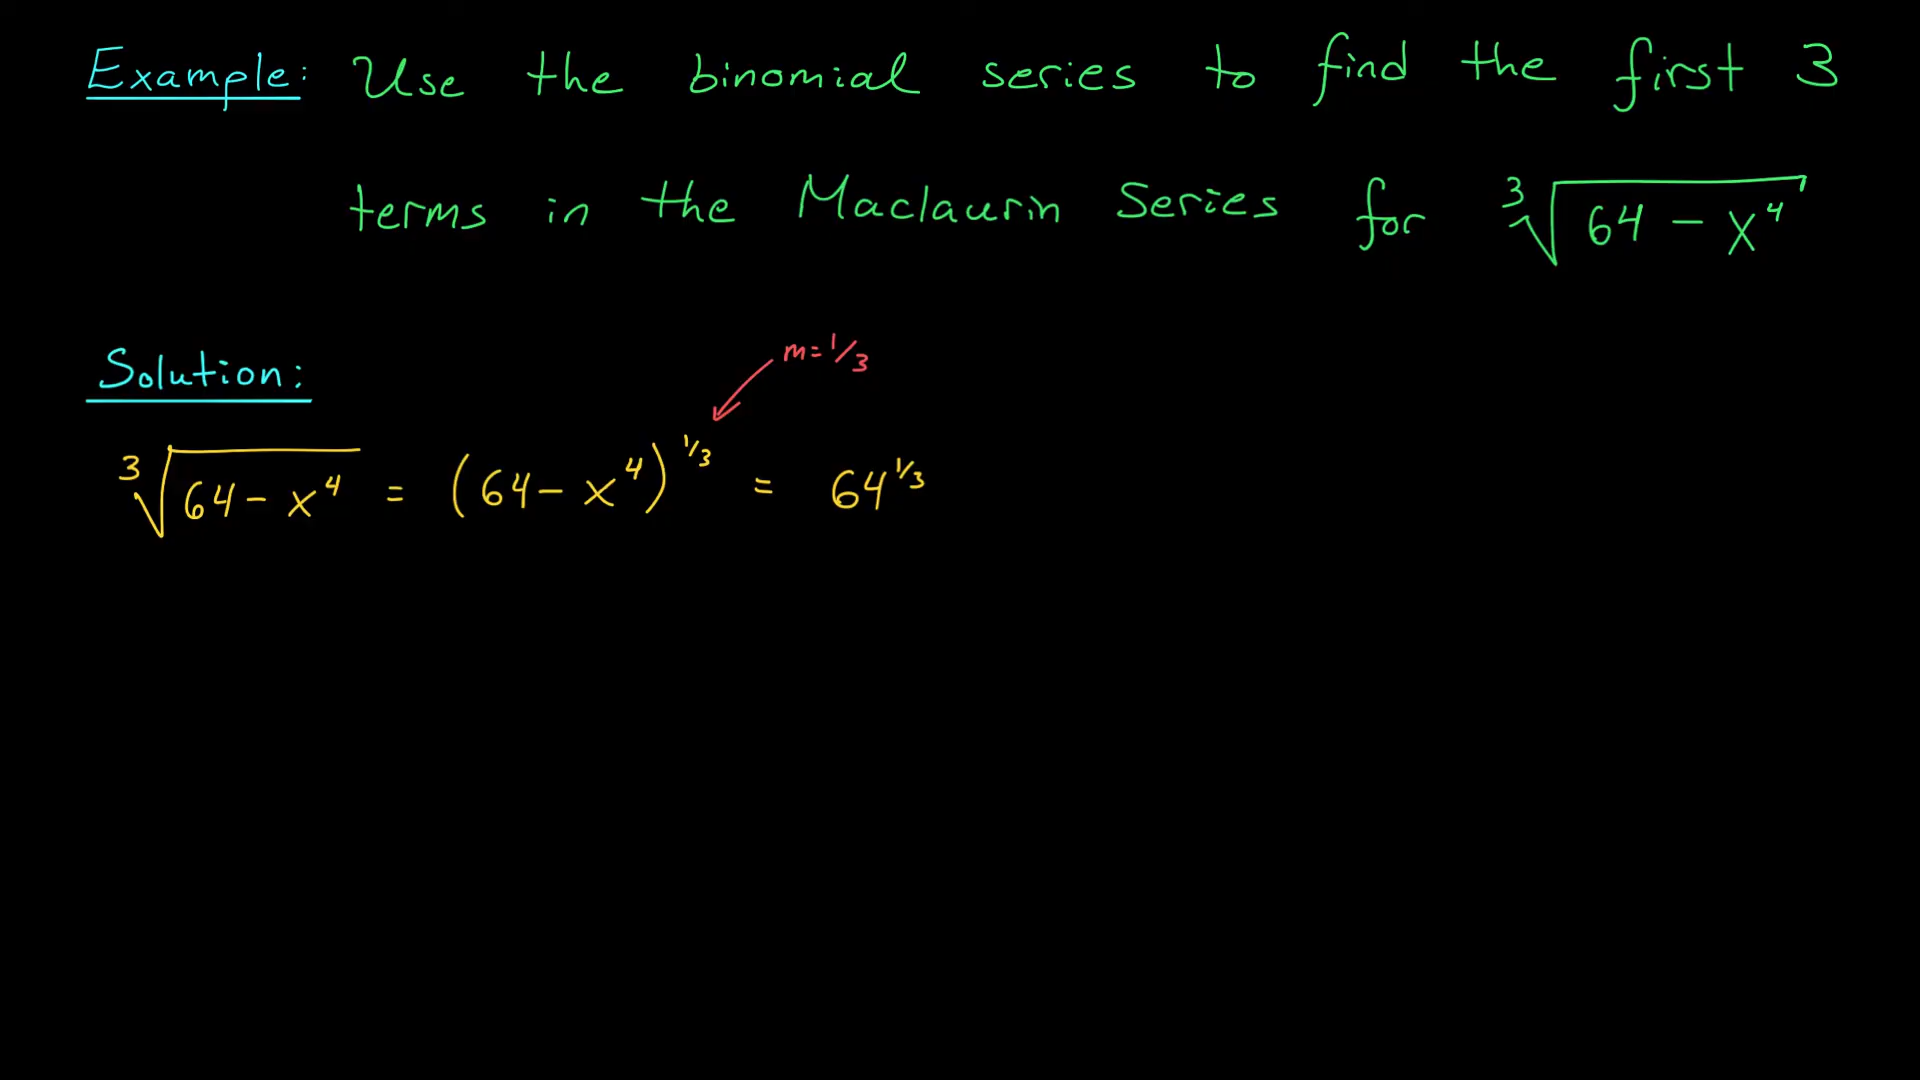 Example: Use the binomial series to find the first 3
terms in the Maclaurin Series for ∛(64 - x⁴)
Solution:
m = 1/3
∛(64 - x⁴) = (64 - x⁴)^(1/3) = 64^(1/3)